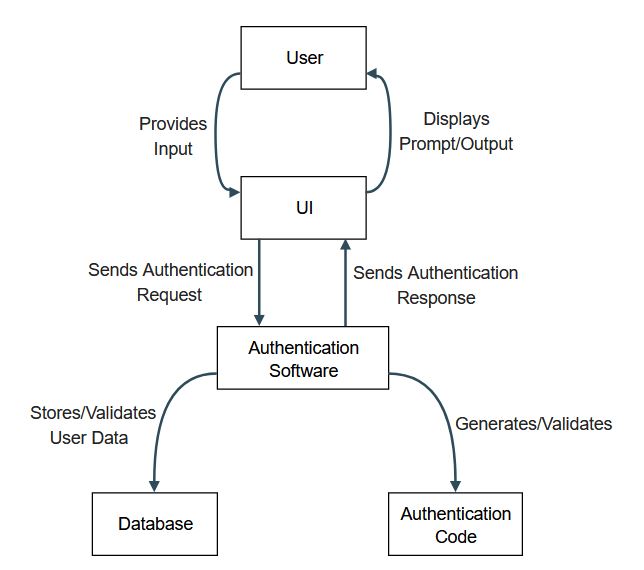 User
Provides
Input
Displays
Prompt/Output
UI
Sends Authentication
Request
Sends Authentication
Response
Authentication
Software
Stores/Validates
User Data
Generates/Validates
Database
Authentication
Code